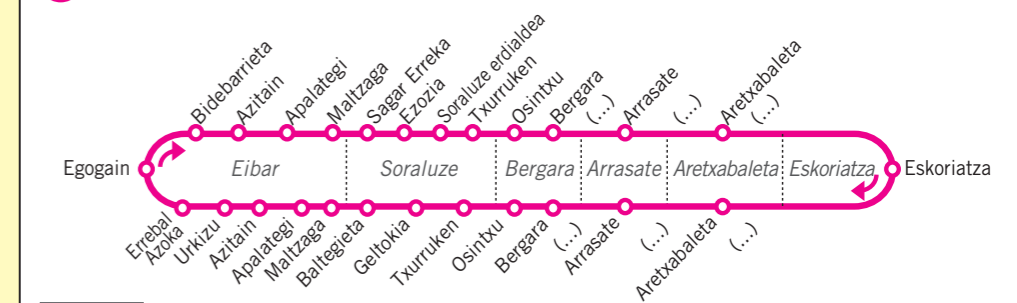 Bidebarrieta
Azitain
Apalategi
Maltzaga
Sagar Erreka
Ezozia
Soraluze erdialdea
Txurruken
Osintxu
Bergara
(...)
Arrasate
(...)
Aretxabaleta
(...)
Egogain
Eibar
Soraluze
Bergara
Arrasate
Aretxabaleta
Eskoriatza
Eskoriatza
Errebal
Azoka
Urkizu
Azitain
Apalategi
Maltzaga
Baltegieta
Geltokia
Txurruken
Osintxu
Bergara
(...)
Arrasate
(...)
Aretxabaleta
(...)